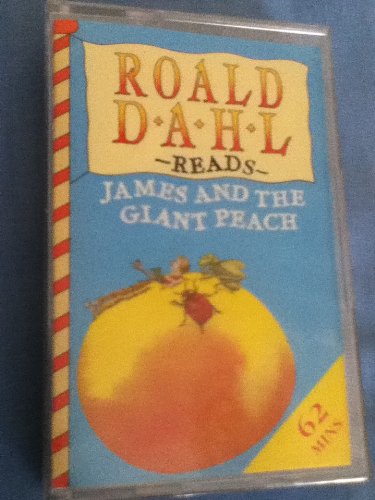 ROALD
D·A·H·L
~READS~
JAMES AND THE
GIANT PEACH
62
MINS